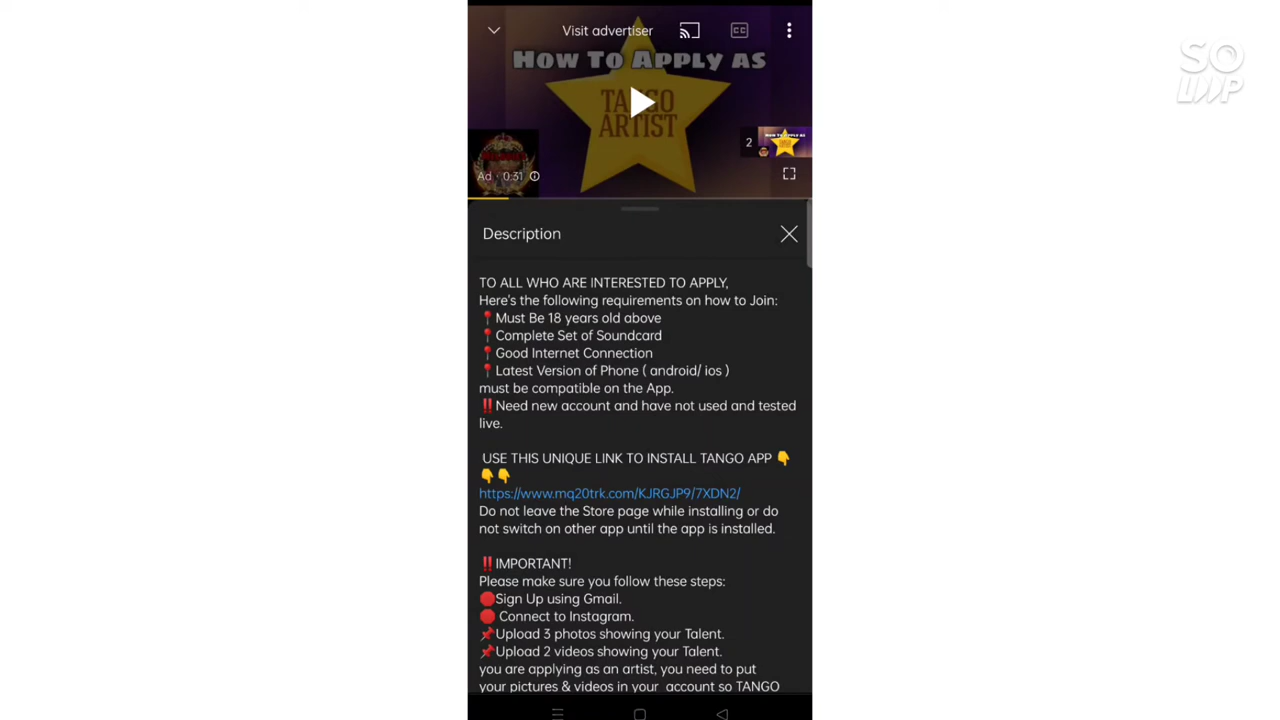 SO
Visit advertiser
CC
How To Apply as
TANGO
ARTIST
2
How To Apply as
Ad · 0:31
Description
TO ALL WHO ARE INTERESTED TO APPLY,
Here's the following requirements on how to Join:
📍Must Be 18 years old above
📍Complete Set of Soundcard
📍Good Internet Connection
📍Latest Version of Phone ( android/ ios )
must be compatible on the App.
‼️Need new account and have not used and tested
live.
USE THIS UNIQUE LINK TO INSTALL TANGO APP 👇
👇👇
https://www.mq20trk.com/KJRGJP9/7XDN2/
Do not leave the Store page while installing or do
not switch on other app until the app is installed.
‼️IMPORTANT!
Please make sure you follow these steps:
🛑Sign Up using Gmail.
🛑 Connect to Instagram.
📌Upload 3 photos showing your Talent.
📌Upload 2 videos showing your Talent.
you are applying as an artist, you need to put
your pictures & videos in your account so TANGO